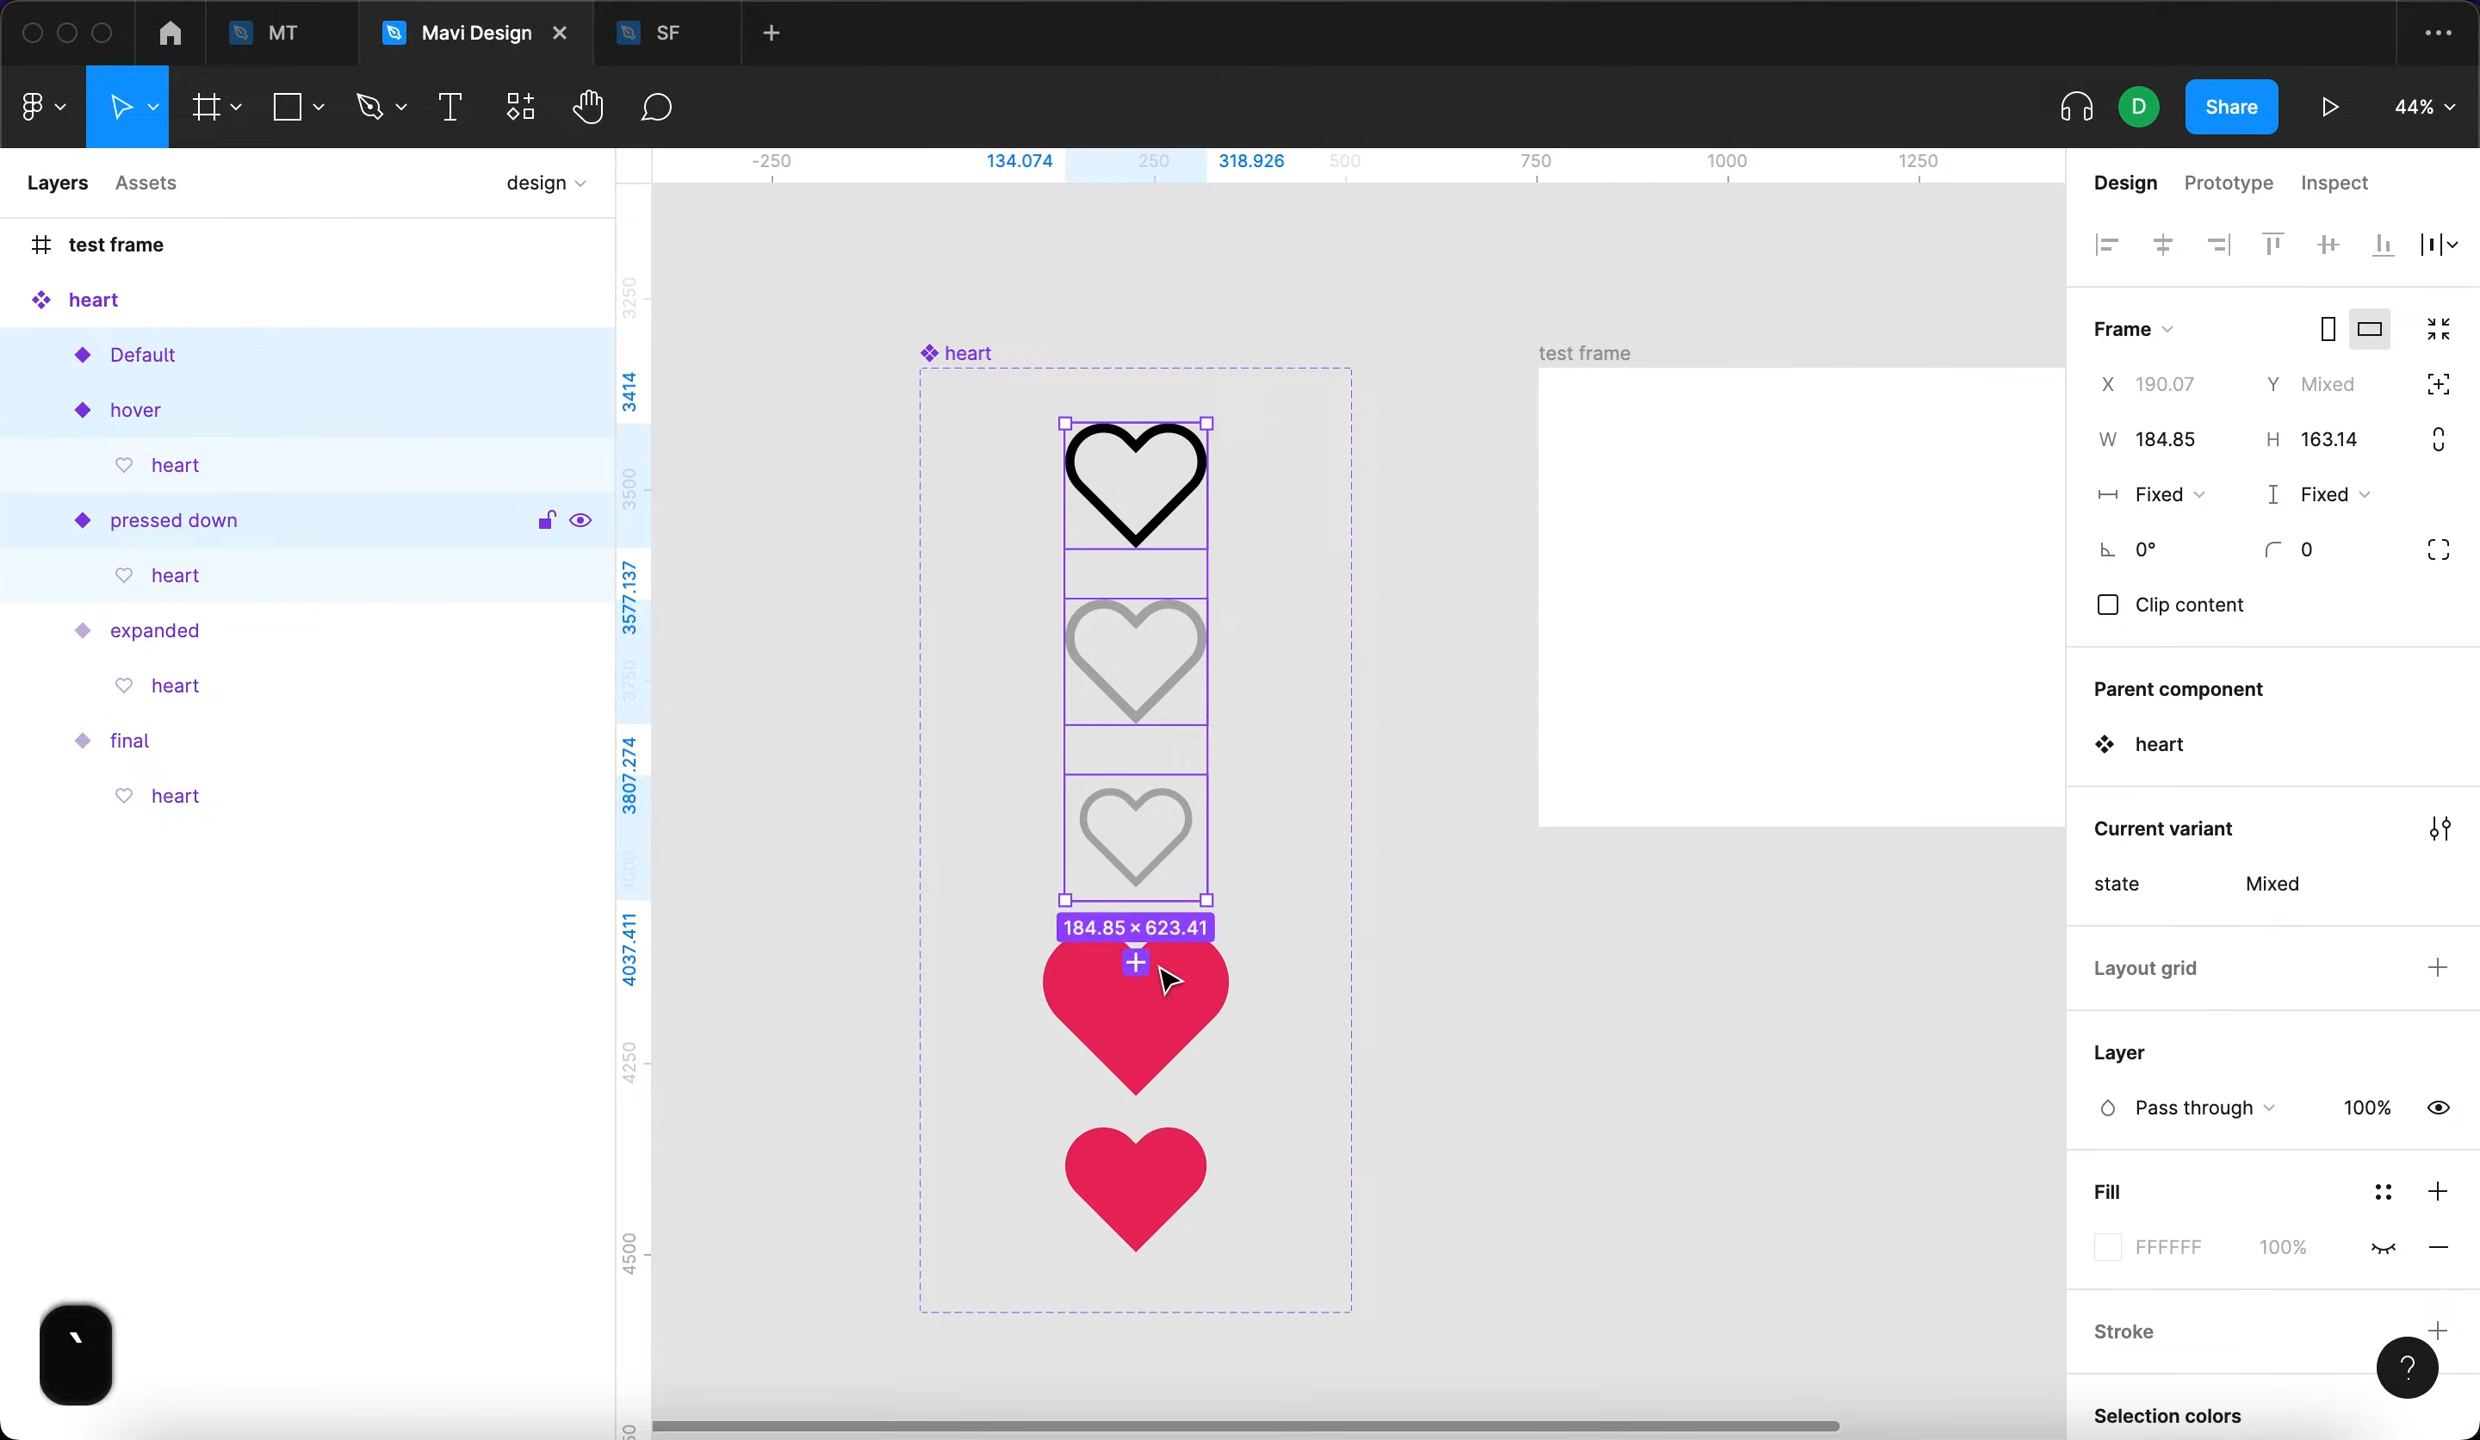 MT
Mavi Design
SF
D
Share
44%
Layers
Assets
design
-250
134.074
250
318.926
500
750
1000
1250
Design
Prototype
Inspect
test frame
heart
Default
hover
heart
pressed down
heart
expanded
heart
final
heart
3250
3414
3500
3577.137
3750
3807.274
4000
4037.411
4250
4500
heart
test frame
184.85 × 623.41
Frame
X 190.07
Y Mixed
W 184.85
H 163.14
Fixed
Fixed
0°
0
Clip content
Parent component
heart
Current variant
state
Mixed
Layout grid
Layer
Pass through
100%
Fill
FFFFFF
100%
Stroke
?
Selection colors
`